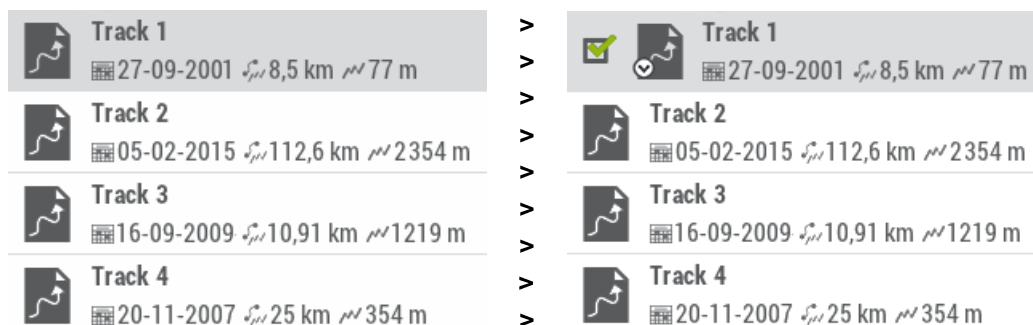 Track 1
27-09-2001 8,5 km 77 m
Track 2
05-02-2015 112,6 km 2354 m
Track 3
16-09-2009 10,91 km 1219 m
Track 4
20-11-2007 25 km 354 m
>
>
>
>
>
>
>
>
>
Track 1
27-09-2001 8,5 km 77 m
Track 2
05-02-2015 112,6 km 2354 m
Track 3
16-09-2009 10,91 km 1219 m
Track 4
20-11-2007 25 km 354 m